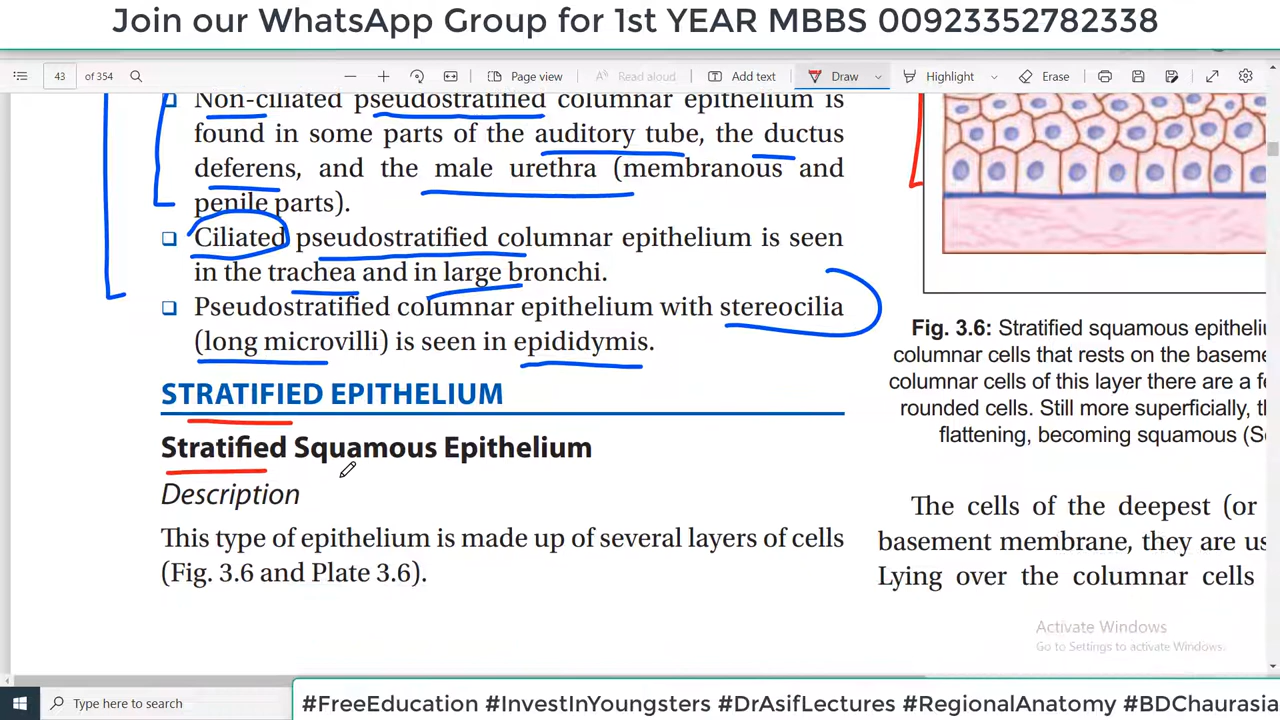 Join our WhatsApp Group for 1st YEAR MBBS 00923352782338
43 of 354 Page view Read aloud Add text Draw Highlight Erase
Non-ciliated pseudostratified columnar epithelium is
found in some parts of the auditory tube, the ductus
deferens, and the male urethra (membranous and
penile parts).
Ciliated pseudostratified columnar epithelium is seen
in the trachea and in large bronchi.
Pseudostratified columnar epithelium with stereocilia
(long microvilli) is seen in epididymis.
STRATIFIED EPITHELIUM
Stratified Squamous Epithelium
Description
This type of epithelium is made up of several layers of cells
(Fig. 3.6 and Plate 3.6).
Fig. 3.6: Stratified squamous
columnar cells that rests on the
columnar cells of this layer there are a
rounded cells. Still more superficially,
flattening, becoming squamous
The cells of the deepest (or
basement membrane, they are
Lying over the columnar cells
Activate Windows
Go to Settings to activate Windows.
Type here to search
#FreeEducation #InvestInYoungsters #DrAsifLectures #RegionalAnatomy #BDChaurasia